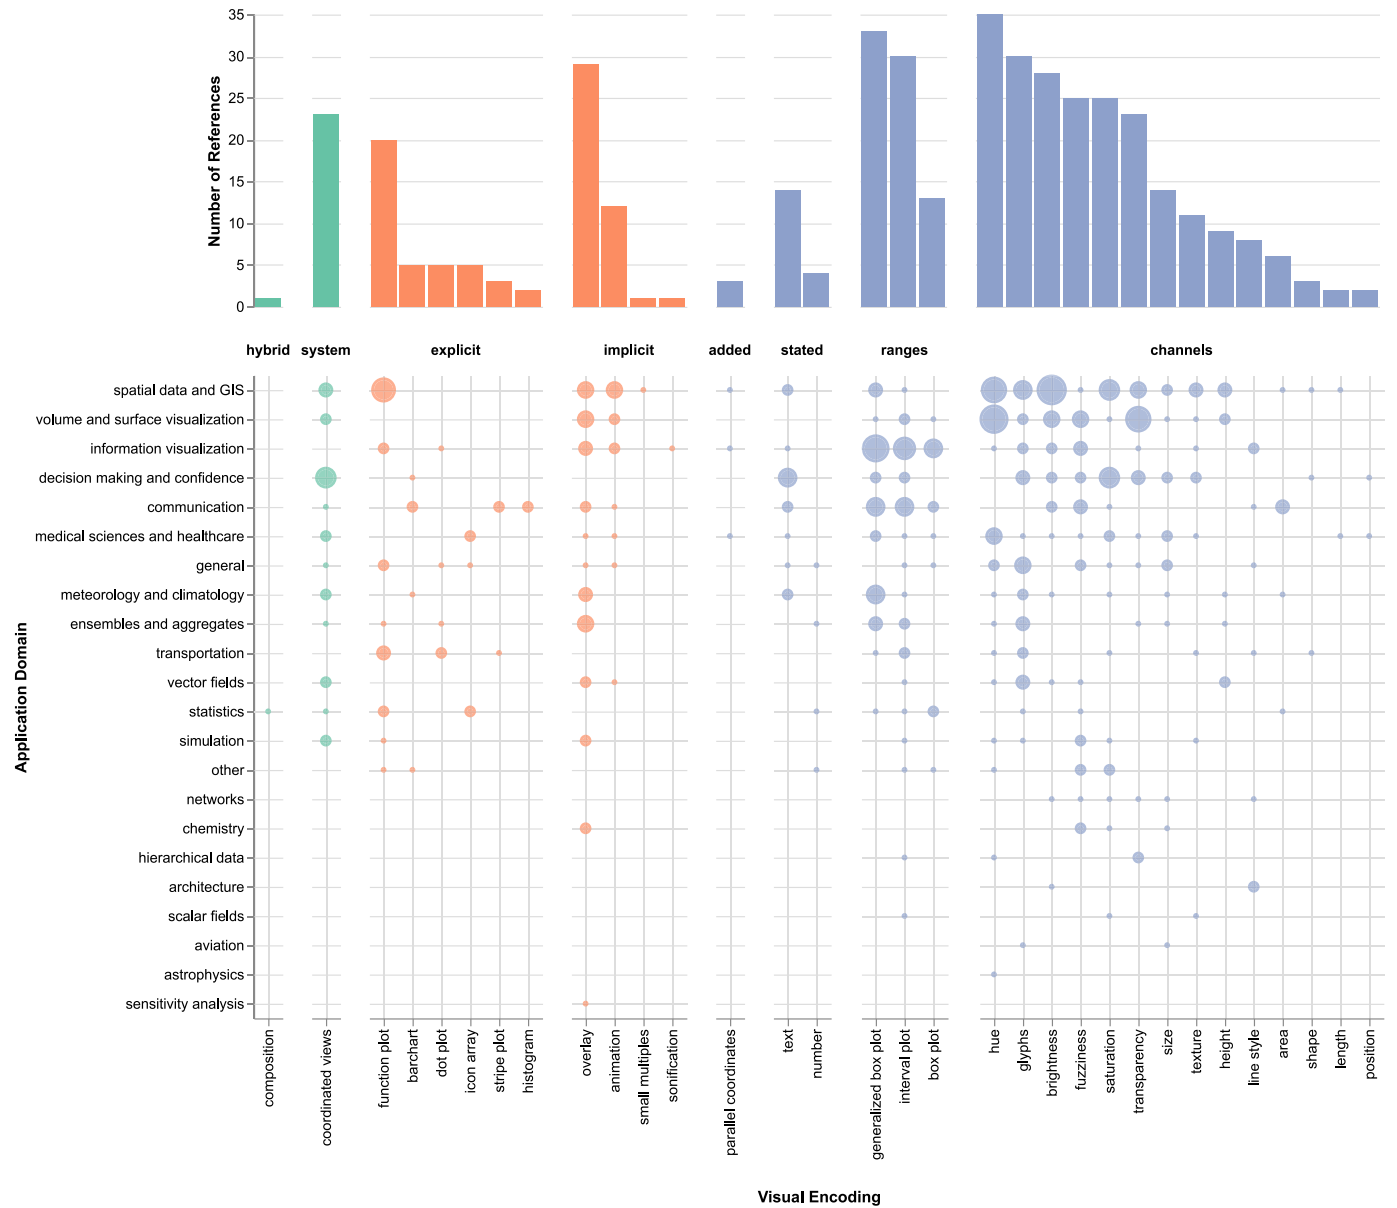 35
30
25
20
15
10
5
0
Number of References
hybrid system explicit implicit added stated ranges channels
spatial data and GIS
volume and surface visualization
information visualization
decision making and confidence
communication
medical sciences and healthcare
general
meteorology and climatology
ensembles and aggregates
transportation
vector fields
statistics
simulation
other
networks
chemistry
hierarchical data
architecture
scalar fields
aviation
astrophysics
sensitivity analysis
Application Domain
composition
coordinated views
function plot
barchart
dot plot
icon array
stripe plot
histogram
overlay
animation
small multiples
sonification
parallel coordinates
text
number
generalized box plot
interval plot
box plot
hue
glyphs
brightness
fuzziness
saturation
transparency
size
texture
height
line style
area
shape
length
position
Visual Encoding